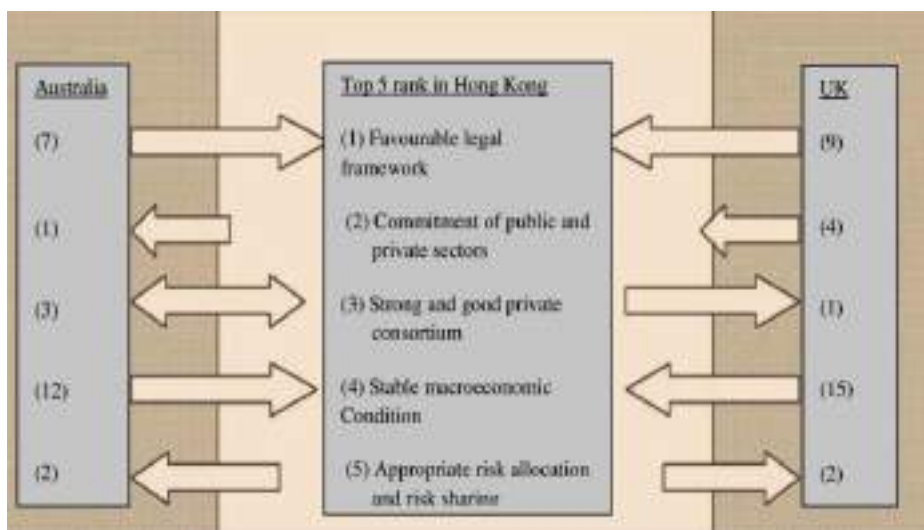 Australia
(7)
(1)
(3)
(12)
(2)
Top 5 rank in Hong Kong
(1) Favourable legal
framework
(2) Commitment of public and
private sectors
(3) Strong and good private
consortium
(4) Stable macroeconomic
Condition
(5) Appropriate risk allocation
and risk sharing
UK
(9)
(4)
(1)
(15)
(2)